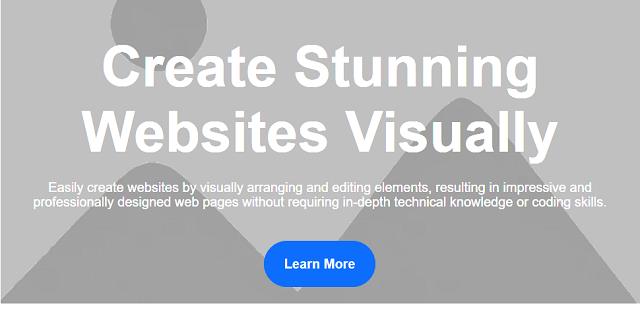 Create Stunning
Websites Visually
Easily create websites by visually arranging and editing elements, resulting in impressive and
professionally designed web pages without requiring in-depth technical knowledge or coding skills.
Learn More